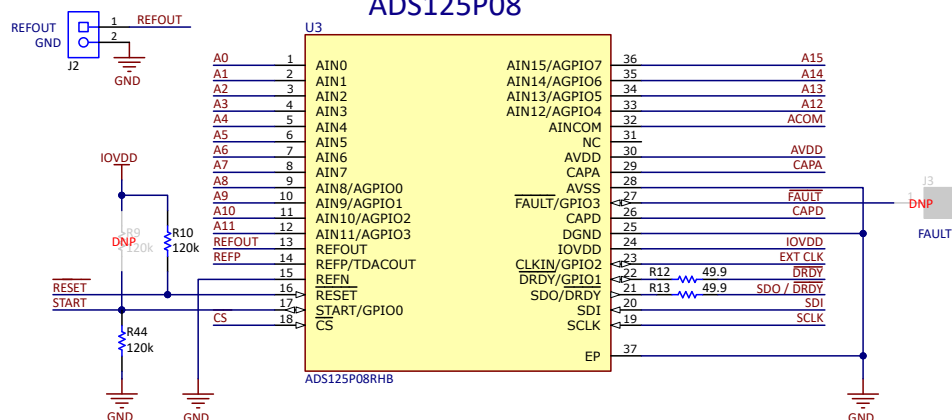 ADS125P08
U3
REFOUT
GND
1
REFOUT
2
J2
GND
A0 1 AIN0
A1 2 AIN1
A2 3 AIN2
A3 4 AIN3
A4 5 AIN4
A5 6 AIN5
A6 7 AIN6
A7 8 AIN7
A8 9 AIN8/AGPIO0
A9 10 AIN9/AGPIO1
A10 11 AIN10/AGPIO2
A11 12 AIN11/AGPIO3
REFOUT 13 REFOUT
REFP 14 REFP/TDACOUT
15 REFN
RESET 16 RESET
START 17 START/GPIO0
CS 18 CS
AIN15/AGPIO7 36 A15
AIN14/AGPIO6 35 A14
AIN13/AGPIO5 34 A13
AIN12/AGPIO4 33 A12
AINCOM 32 ACOM
NC 31
AVDD 30 AVDD
CAPA 29 CAPA
AVSS 28
FAULT/GPIO3 27 FAULT
CAPD 26 CAPD
DGND 25
IOVDD 24 IOVDD
CLKIN/GPIO2 23 EXT CLK
DRDY/GPIO1 22 R12 49.9 DRDY
SDO/DRDY 21 R13 49.9 SDO / DRDY
SDI 20 SDI
SCLK 19 SCLK
EP 37
J3
1
DNP
FAULT
IOVDD
R9
DNP
120k
R10
120k
R44
120k
GND
GND
ADS125P08RHB
GND